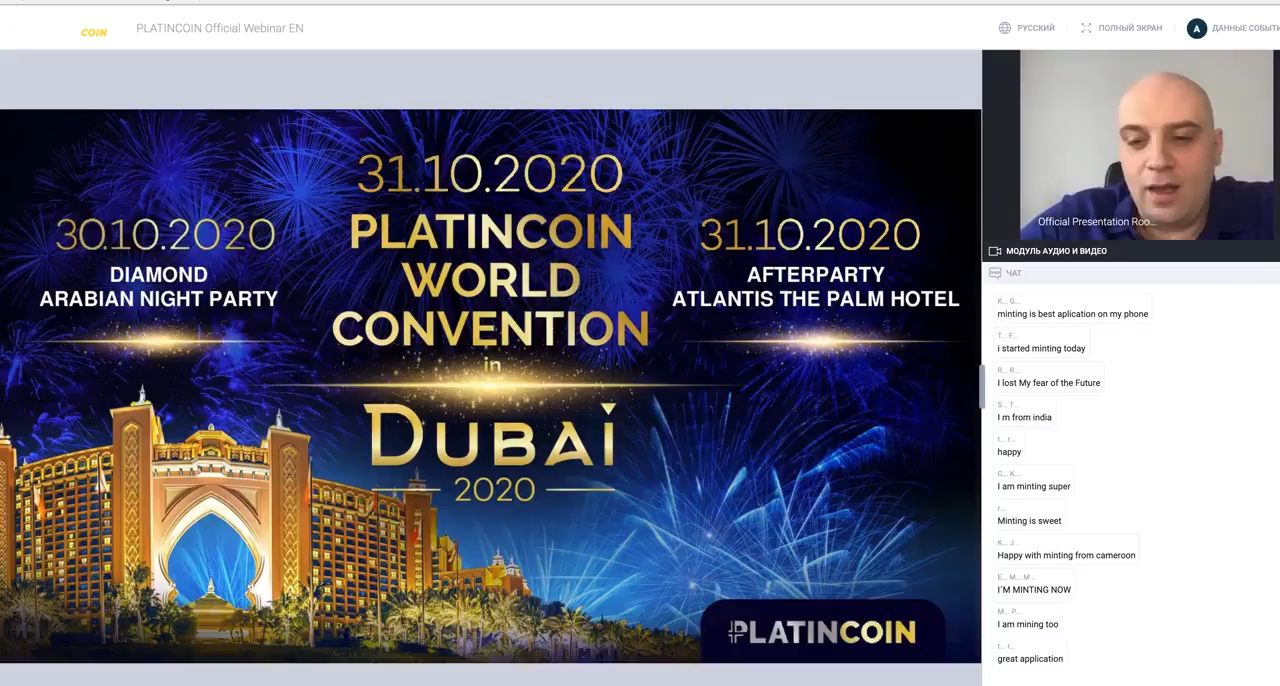 COIN
PLATINCOIN Official Webinar EN
РУССКИЙ
ПОЛНЫЙ ЭКРАН
A
ДАННЫЕ СОБЫТИ
31.10.2020
PLATINCOIN
WORLD
CONVENTION
in
DUBAI
2020
30.10.2020
DIAMOND
ARABIAN NIGHT PARTY
31.10.2020
AFTERPARTY
ATLANTIS THE PALM HOTEL
PLATINCOIN
Official Presentation Roo...
МОДУЛЬ АУДИО И ВИДЕО
ЧАТ
K... G...
minting is best aplication on my phone
T... F...
i started minting today
R... R...
I lost My fear of the Future
S... T...
I m from india
t... r...
happy
C... K...
I am minting super
r...
Minting is sweet
K... J...
Happy with minting from cameroon
E... M... M...
I'M MINTING NOW
M... P...
I am mining too
t... r...
great application